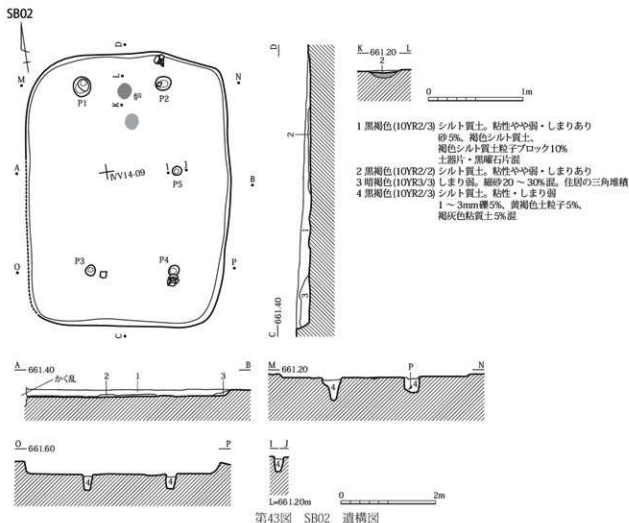 SB02
D
M
L
N
P1
K
炉
P2
ⅣV14-09
A
P5
B
O
P3
P4
P
C
D
2
1
3
C 661.40
K 661.20 L
2
0 1m
1 黒褐色(10YR2/3) シルト質土。粘性やや弱・しまりあり
砂5%、褐色シルト質土、
褐色シルト質土粒子ブロック10%
土器片・黒曜石片混
2 黒褐色(10YR2/2) シルト質土。粘性やや弱・しまりあり
3 暗褐色(10YR3/3) しまり弱。細砂20～30%混。住居の三角堆積
4 黒褐色(10YR2/3) シルト質土。粘性・しまり弱
1～3mm礫5%、黄褐色土粒子5%、
褐灰色粘質土5%混
A 661.40 B
かく乱 2 1 3
M 661.20 P N
4 4
O 661.60 P
4 4
I J
4
L=661.20m
0 2m
第43図 SB02 遺構図